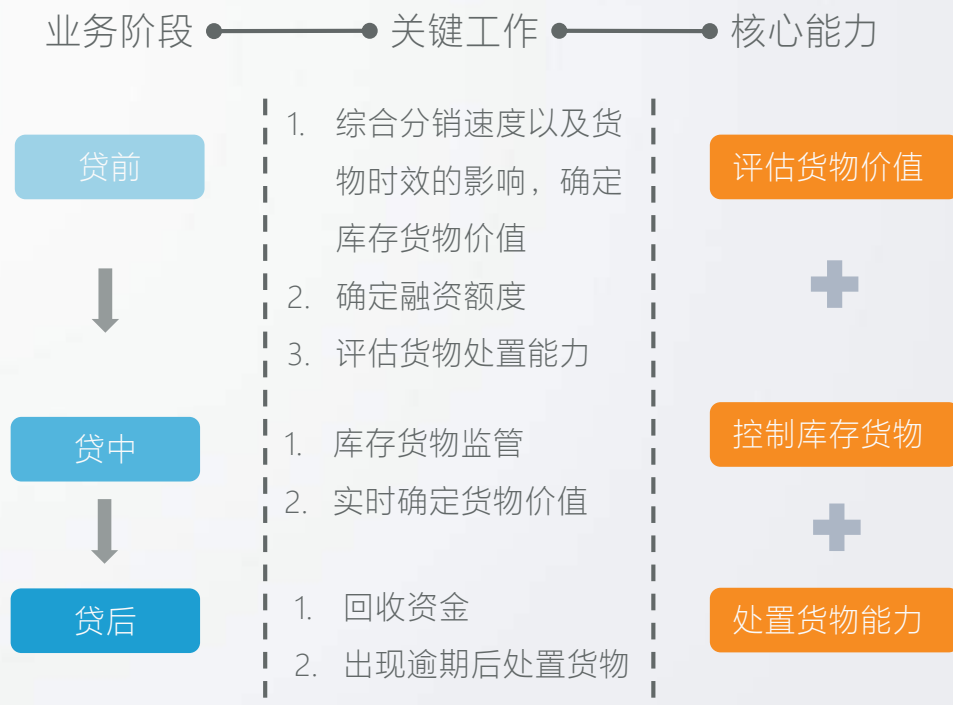 业务阶段 关键工作 核心能力
贷前
1. 综合分销速度以及货
物时效的影响，确定
库存货物价值
2. 确定融资额度
3. 评估货物处置能力
评估货物价值
贷中
1. 库存货物监管
2. 实时确定货物价值
控制库存货物
贷后
1. 回收资金
2. 出现逾期后处置货物
处置货物能力